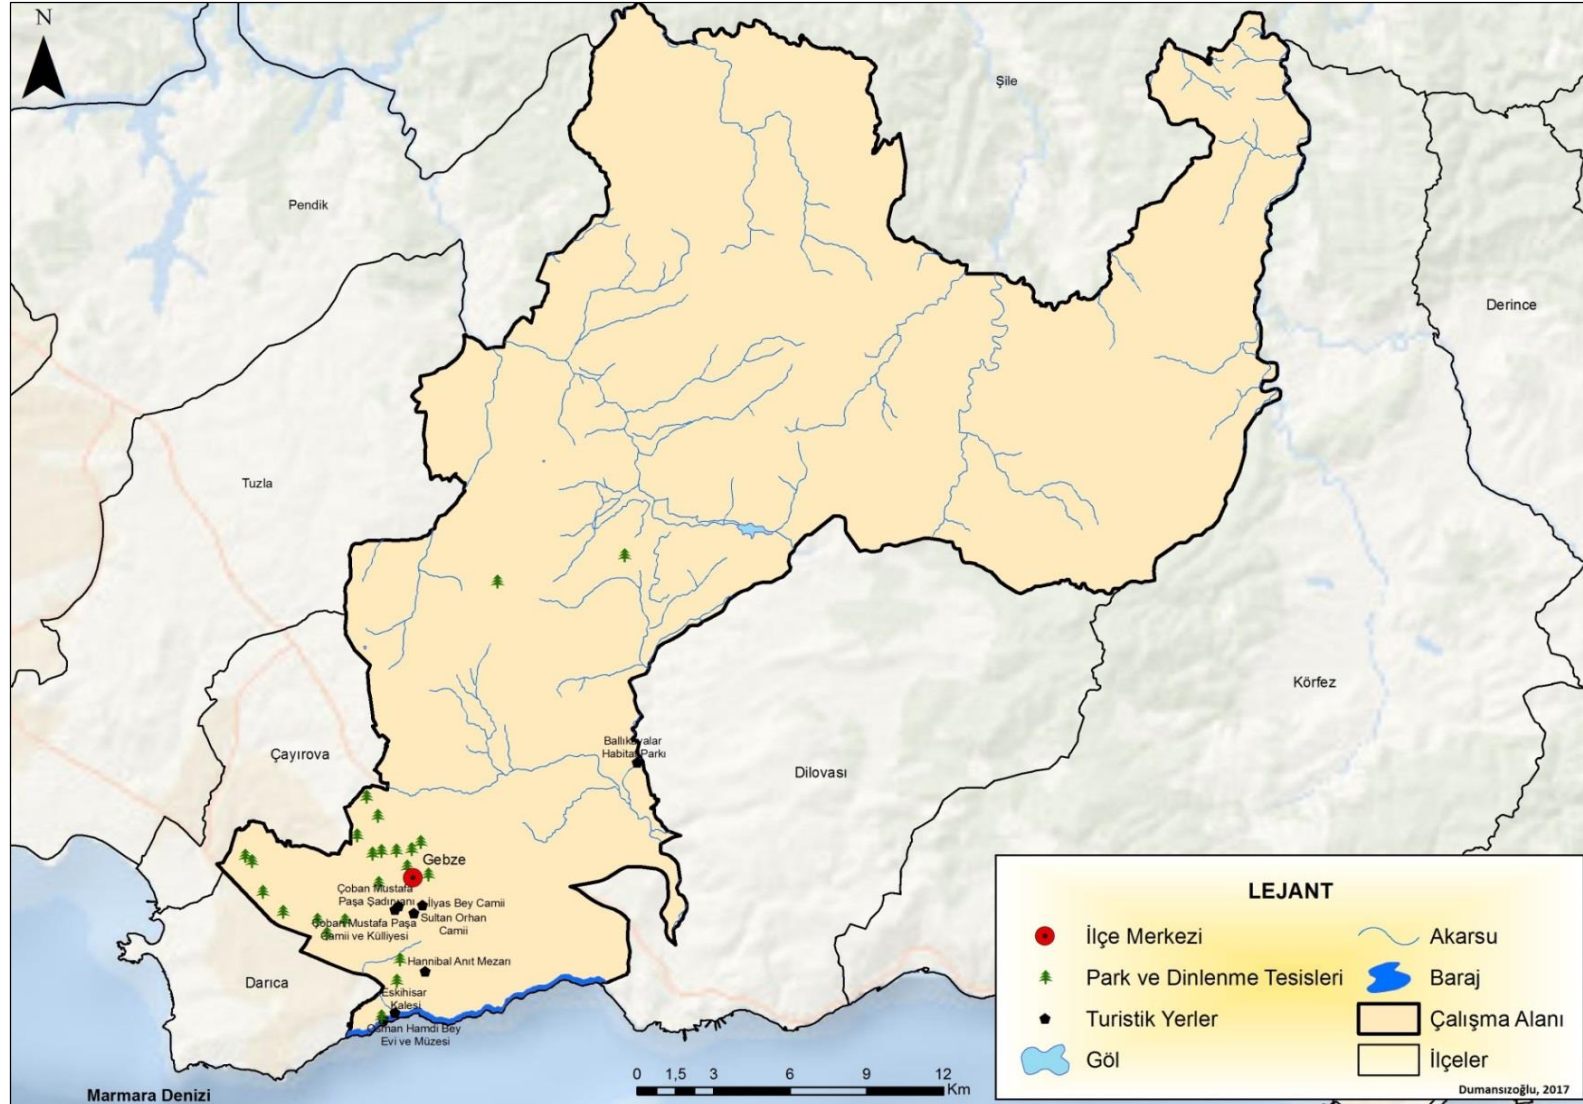 N
Şile
Pendik
Derince
Tuzla
Körfez
Çayırova
Ballıkayalar
Habitat Parkı
Dilovası
Gebze
Çoban Mustafa
Paşa Şadırvanı
İlyas Bey Camii
Çoban Mustafa Paşa
Camii ve Külliyesi
Sultan Orhan
Camii
Hannibal Anıt Mezarı
Darıca
Eskihisar
Kalesi
Osman Hamdi Bey
Evi ve Müzesi
Marmara Denizi
0 1,5 3 6 9 12
Km
LEJANT
İlçe Merkezi
Park ve Dinlenme Tesisleri
Turistik Yerler
Göl
Akarsu
Baraj
Çalışma Alanı
İlçeler
Dumansızoğlu, 2017